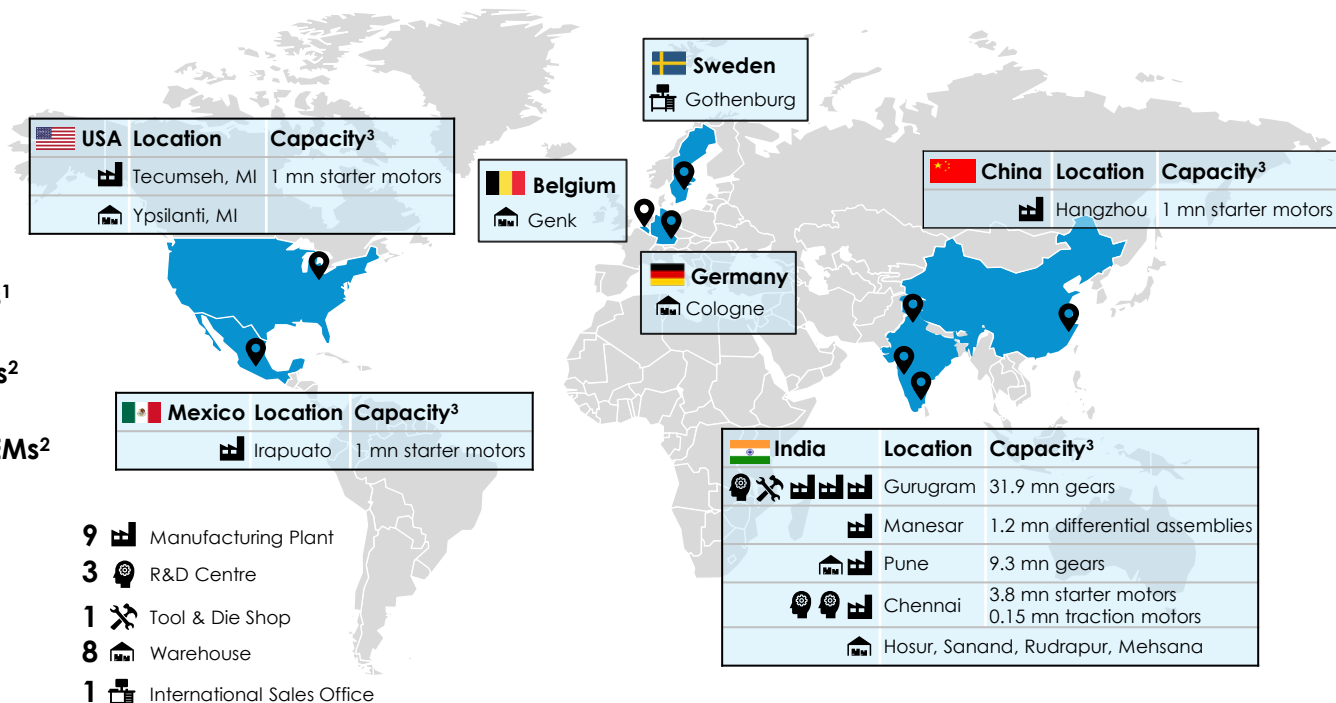 Sweden
Gothenburg
USA Location Capacity³
Tecumseh, MI 1 mn starter motors
Ypsilanti, MI
Belgium
Genk
China Location Capacity³
Hangzhou 1 mn starter motors
Germany
Cologne
1
s²
EMs²
Mexico Location Capacity³
Irapuato 1 mn starter motors
India Location Capacity³
Gurugram 31.9 mn gears
Manesar 1.2 mn differential assemblies
Pune 9.3 mn gears
Chennai 3.8 mn starter motors
0.15 mn traction motors
Hosur, Sanand, Rudrapur, Mehsana
9 Manufacturing Plant
3 R&D Centre
1 Tool & Die Shop
8 Warehouse
1 International Sales Office